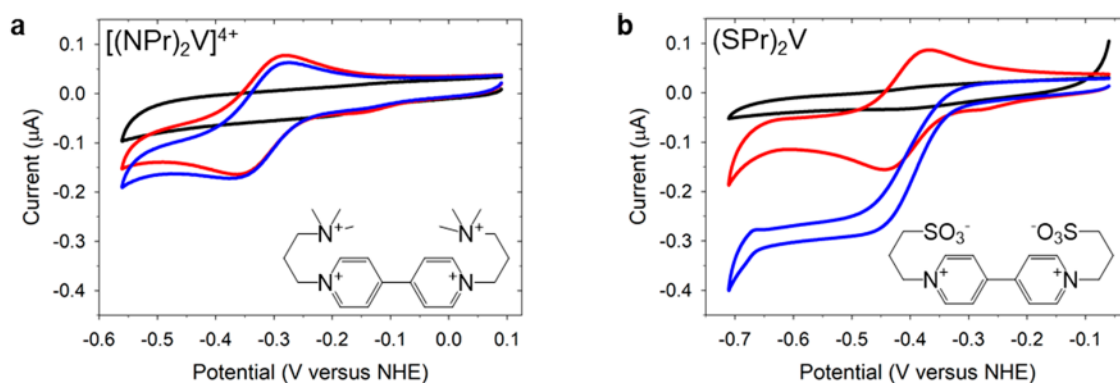 a
[(NPr)₂V]⁴⁺
0.1
0.0
-0.1
-0.2
-0.3
-0.4
Current (μA)
N⁺
N⁺
N⁺
⁺N
-0.6 -0.5 -0.4 -0.3 -0.2 -0.1 0.0 0.1
Potential (V versus NHE)
b
(SPr)₂V
0.1
0.0
-0.1
-0.2
-0.3
-0.4
Current (μA)
SO₃⁻
⁻O₃S
N⁺
N⁺
-0.7 -0.6 -0.5 -0.4 -0.3 -0.2 -0.1
Potential (V versus NHE)